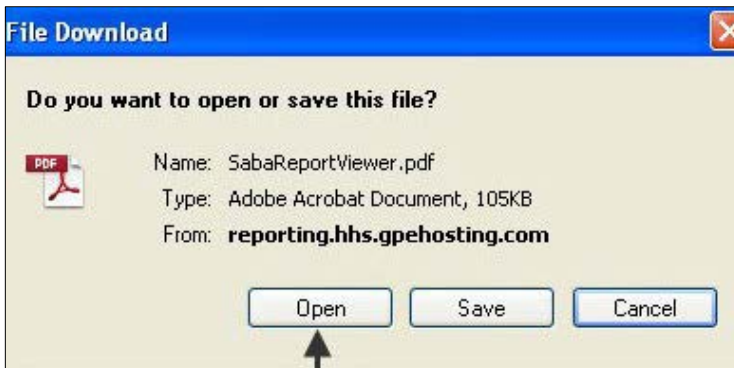 File Download
Do you want to open or save this file?
PDF
Name: SabaReportViewer.pdf
Type: Adobe Acrobat Document, 105KB
From: reporting.hhs.gpehosting.com
Open Save Cancel